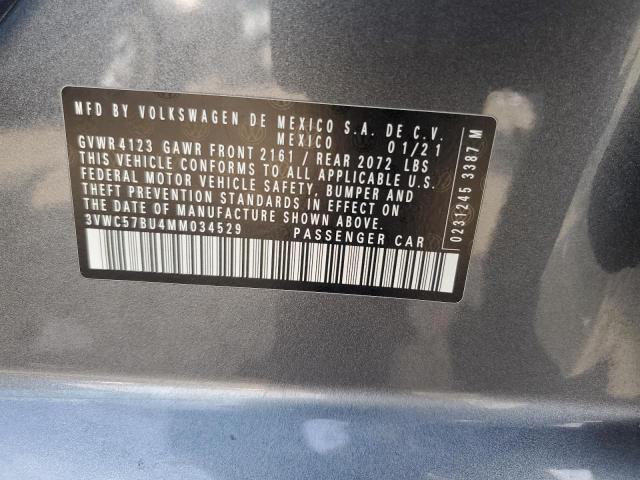 MFD BY VOLKSWAGEN DE MEXICO S.A. DE C.V.
MEXICO 01/21
GVWR 4123 GAWR FRONT 2161 / REAR 2072 LBS
THIS VEHICLE CONFORMS TO ALL APPLICABLE U.S.
FEDERAL MOTOR VEHICLE SAFETY, BUMPER AND
THEFT PREVENTION STANDARDS IN EFFECT ON
THE DATE OF MANUFACTURE SHOWN ABOVE.
3VWC57BU4MM034529 PASSENGER CAR
0231245 3387 M